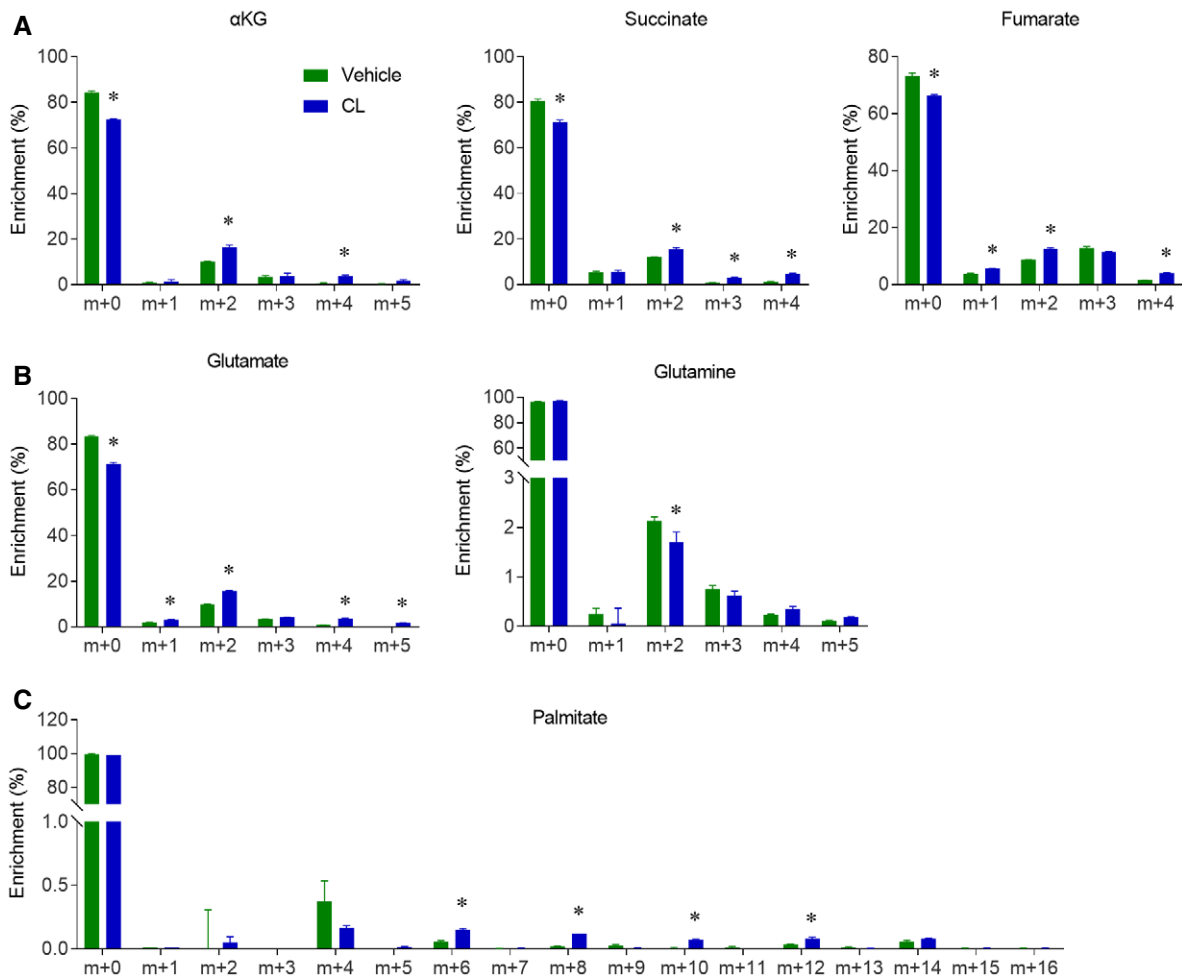 A
αKG
Succinate
Fumarate
Enrichment (%)
100
80
60
40
20
0
*
*
*
Vehicle
CL
m+0 m+1 m+2 m+3 m+4 m+5
Enrichment (%)
100
80
60
40
20
0
*
*
*
*
m+0 m+1 m+2 m+3 m+4
Enrichment (%)
80
60
40
20
0
*
*
*
*
m+0 m+1 m+2 m+3 m+4
B
Glutamate
Glutamine
Enrichment (%)
100
80
60
40
20
0
*
*
*
*
*
m+0 m+1 m+2 m+3 m+4 m+5
Enrichment (%)
100
80
60
3
2
1
0
*
m+0 m+1 m+2 m+3 m+4 m+5
C
Palmitate
Enrichment (%)
120
100
80
1.0
0.5
0.0
*
*
*
*
m+0 m+1 m+2 m+3 m+4 m+5 m+6 m+7 m+8 m+9 m+10 m+11 m+12 m+13 m+14 m+15 m+16